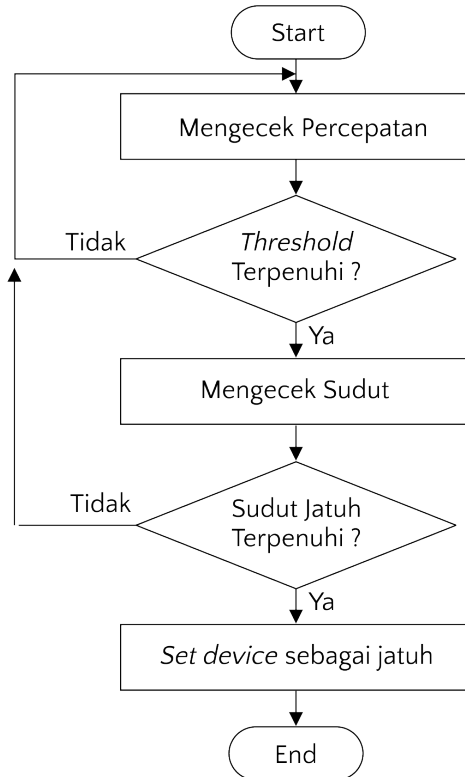 Start
Mengecek Percepatan
Tidak
Threshold
Terpenuhi ?
Ya
Mengecek Sudut
Tidak
Sudut Jatuh
Terpenuhi ?
Ya
Set device sebagai jatuh
End